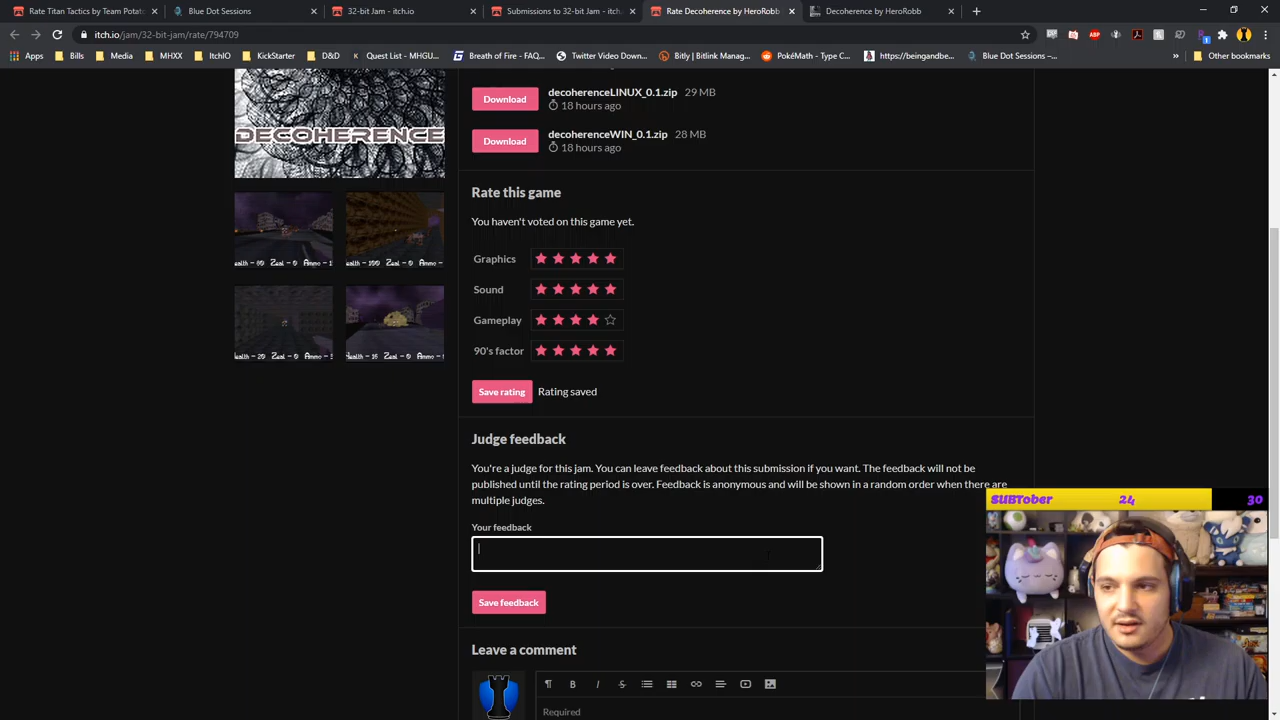 Rate Titan Tactics by Team Potato
Blue Dot Sessions
32-bit Jam - itch.io
Submissions to 32-bit Jam - itch.
Rate Decoherence by HeroRobb
Decoherence by HeroRobb
itch.io/jam/32-bit-jam/rate/794709
ABP
Apps
Bills
Media
MHXX
ItchIO
KickStarter
D&D
Quest List - MHGU...
Breath of Fire - FAQ...
Twitter Video Down...
Bitly | Bitlink Manag...
PokéMath - Type C...
https://beingandbe...
Blue Dot Sessions –...
Other bookmarks
DECOHERENCE
Download
decoherenceLINUX_0.1.zip 29 MB
18 hours ago
Download
decoherenceWIN_0.1.zip 28 MB
18 hours ago
Rate this game
You haven't voted on this game yet.
Graphics
Sound
Gameplay
90's factor
Save rating
Rating saved
Judge feedback
You're a judge for this jam. You can leave feedback about this submission if you want. The feedback will not be
published until the rating period is over. Feedback is anonymous and will be shown in a random order when there are
multiple judges.
Your feedback
Save feedback
Leave a comment
Required
SUBTober 24 30